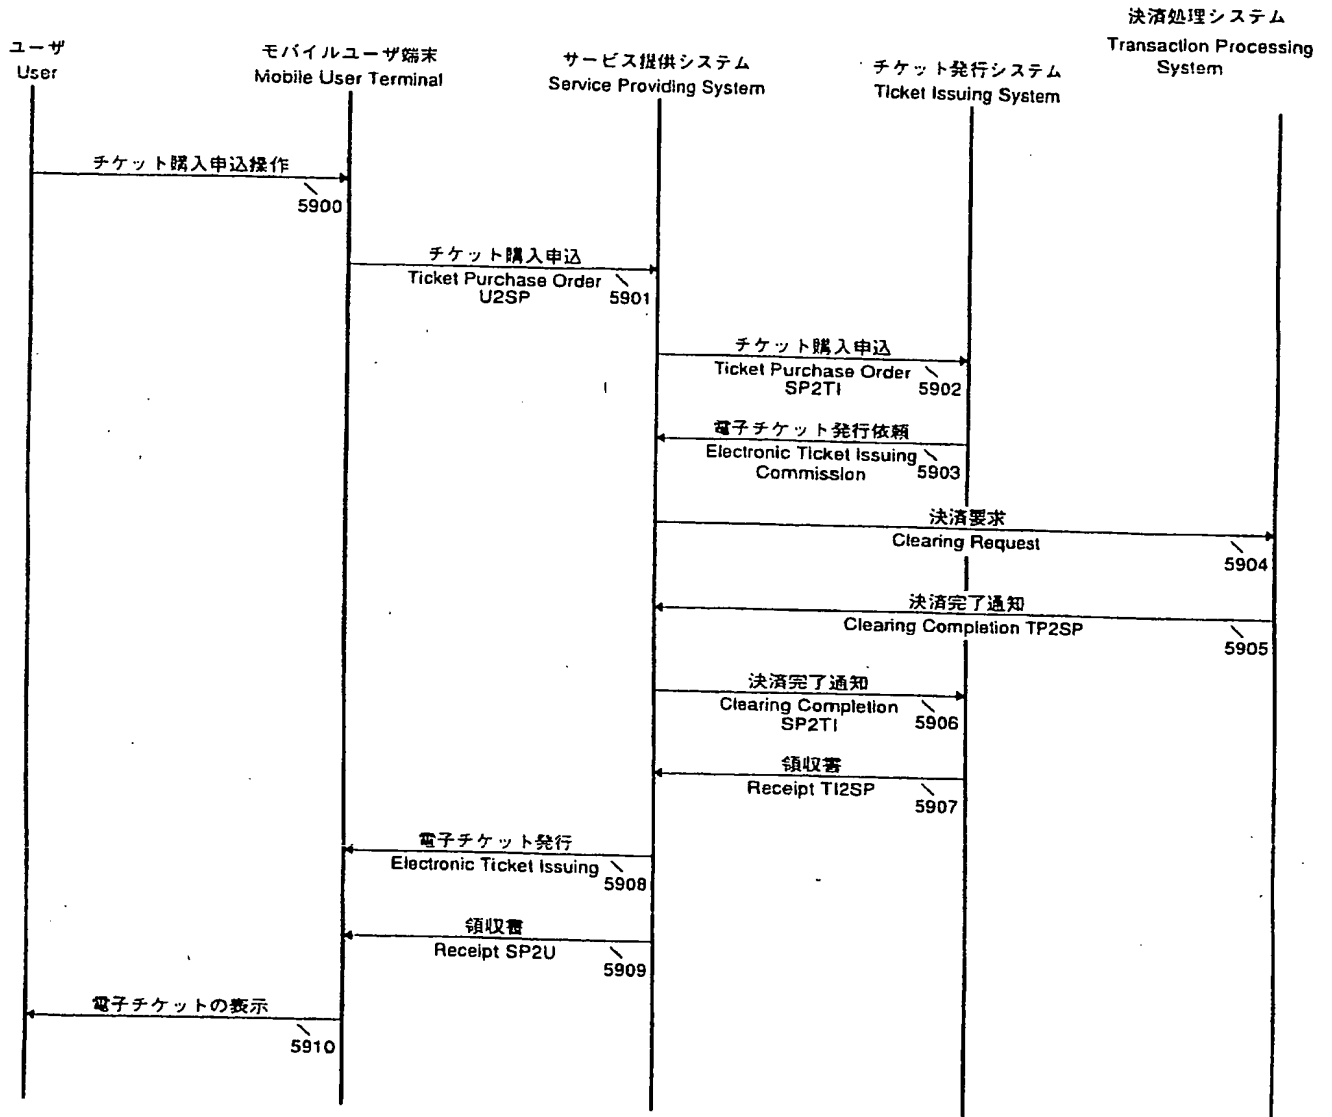 ユーザ
User
モバイルユーザ端末
Mobile User Terminal
サービス提供システム
Service Providing System
チケット発行システム
Ticket Issuing System
決済処理システム
Transaction Processing
System
チケット購入申込操作
5900
チケット購入申込
Ticket Purchase Order
U2SP
5901
チケット購入申込
Ticket Purchase Order
SP2TI
5902
電子チケット発行依頼
Electronic Ticket Issuing
Commission
5903
決済要求
Clearing Request
5904
決済完了通知
Clearing Completion TP2SP
5905
決済完了通知
Clearing Completion
SP2TI
5906
領収書
Receipt TI2SP
5907
電子チケット発行
Electronic Ticket Issuing
5908
領収書
Receipt SP2U
5909
電子チケットの表示
5910